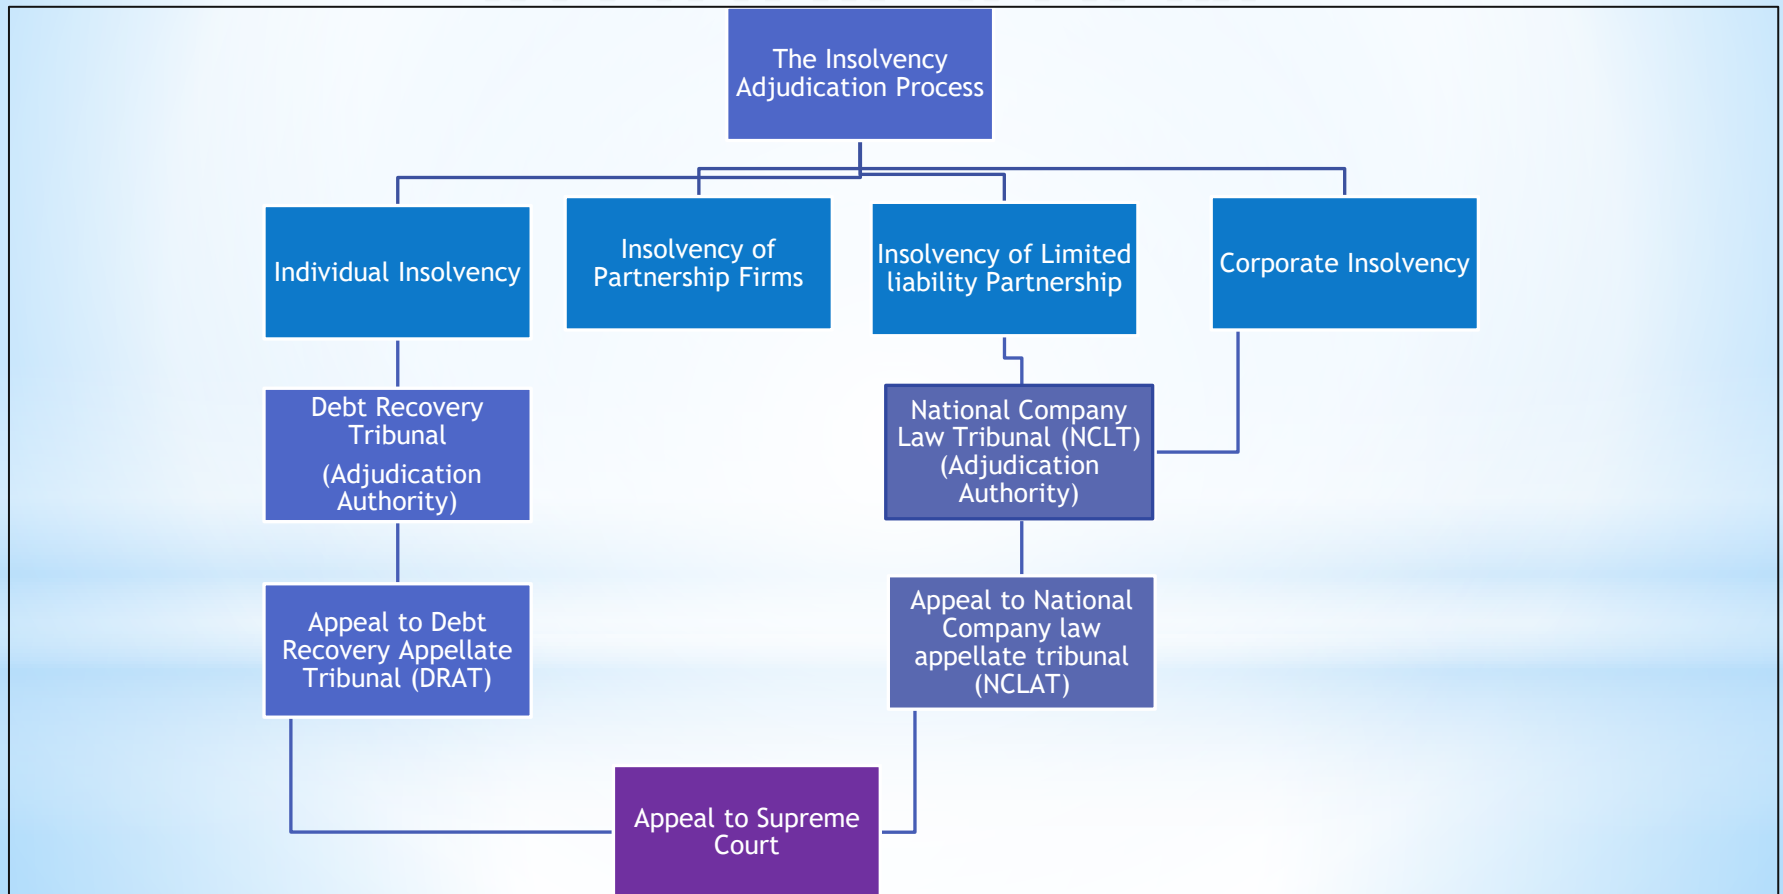 The Insolvency
Adjudication Process
Individual Insolvency
Insolvency of
Partnership Firms
Insolvency of Limited
liability Partnership
Corporate Insolvency
Debt Recovery
Tribunal
(Adjudication
Authority)
National Company
Law Tribunal (NCLT)
(Adjudication
Authority)
Appeal to Debt
Recovery Appellate
Tribunal (DRAT)
Appeal to National
Company law
appellate tribunal
(NCLAT)
Appeal to Supreme
Court